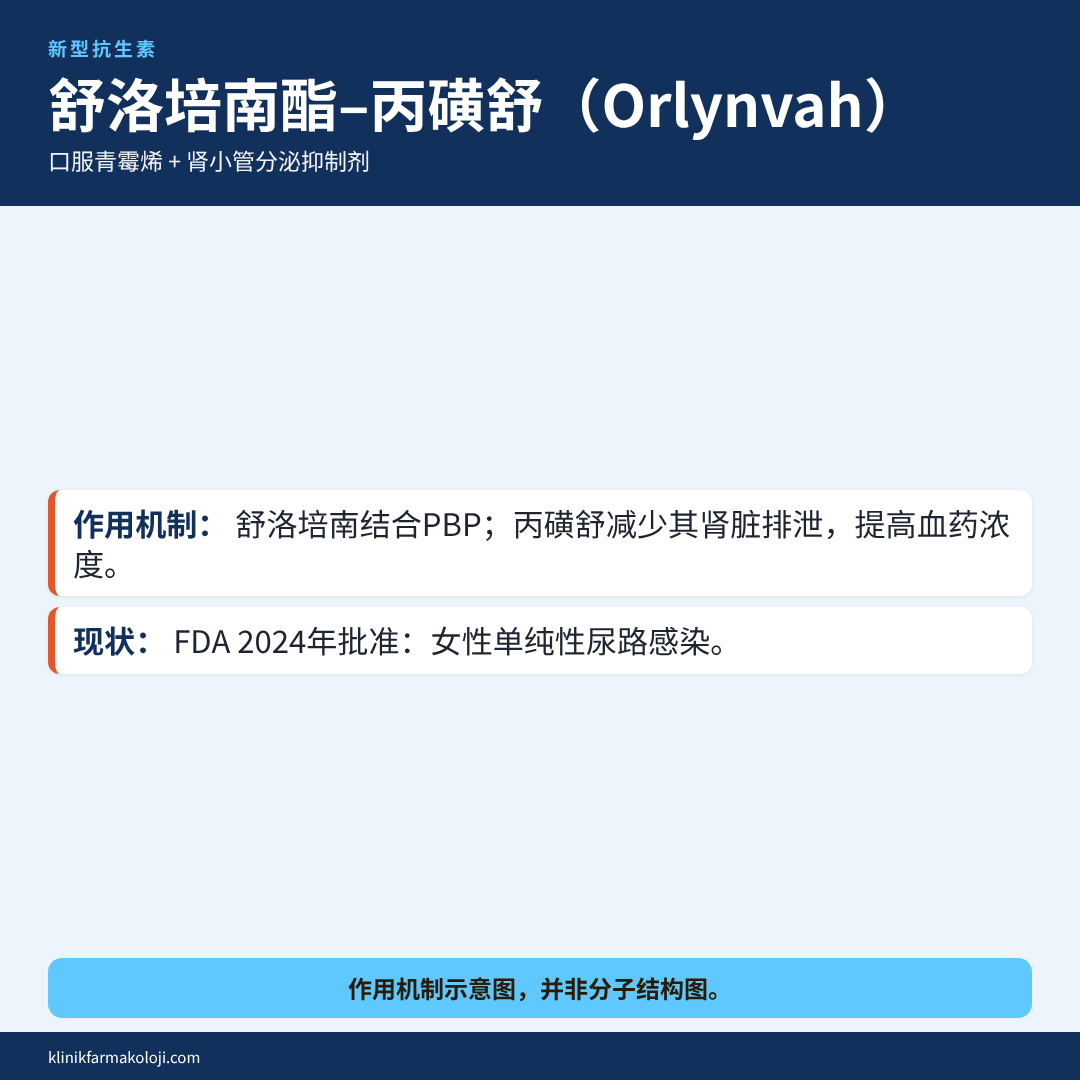 新型抗生素
舒洛培南酯–丙磺舒（Orlynvah）
口服青霉烯 + 肾小管分泌抑制剂
作用机制： 舒洛培南结合PBP；丙磺舒减少其肾脏排泄，提高血药浓
度。
现状： FDA 2024年批准：女性单纯性尿路感染。
作用机制示意图，并非分子结构图。
klinikfarmakoloji.com